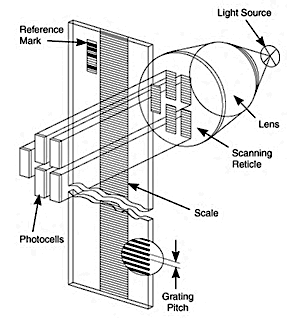 Light Source
Reference
Mark
Lens
Scanning
Reticle
Scale
Photocells
Grating
Pitch